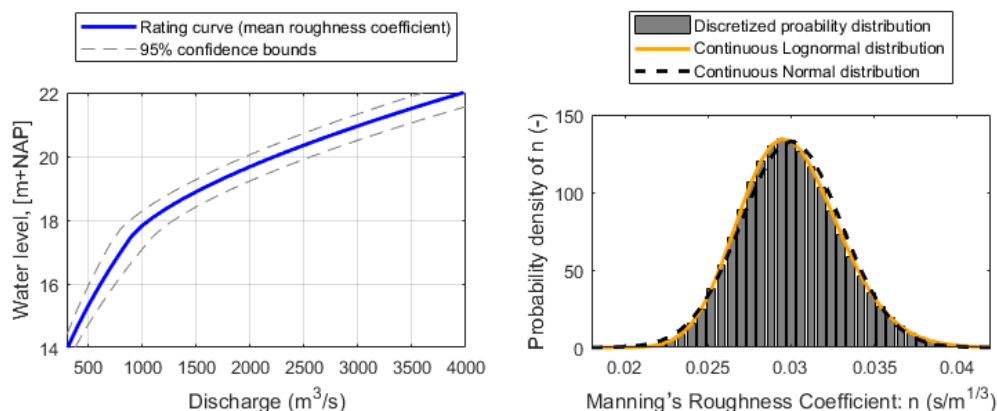 Rating curve (mean roughness coefficient)
95% confidence bounds
22
20
18
16
14
Water level, [m+NAP]
500 1000 1500 2000 2500 3000 3500 4000
Discharge (m³/s)
Discretized proability distribution
Continuous Lognormal distribution
Continuous Normal distribution
150
100
50
0
Probability density of n (-)
0.02 0.025 0.03 0.035 0.04
Manning's Roughness Coefficient: n (s/m^1/3)